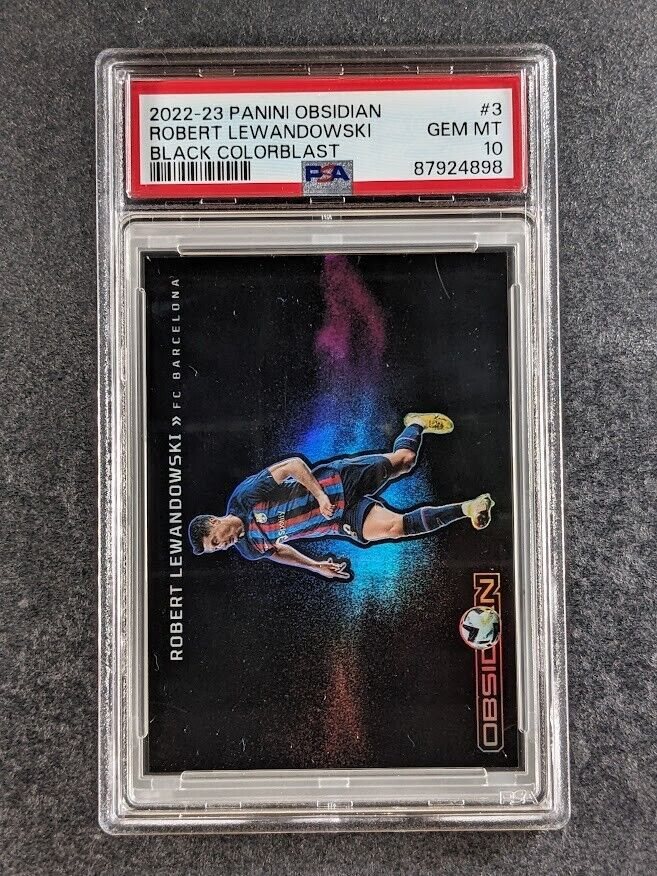 2022-23 PANINI OBSIDIAN #3
ROBERT LEWANDOWSKI GEM MT
BLACK COLORBLAST 10
PSA 87924898
ROBERT LEWANDOWSKI » FC BARCELONA
OBSIDIAN
PSA